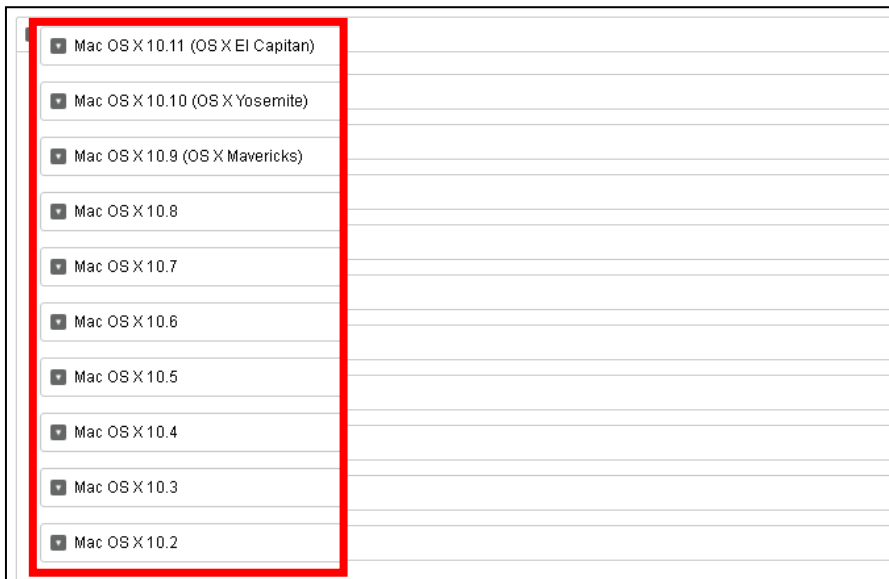 Mac OS X 10.11 (OS X El Capitan)
Mac OS X 10.10 (OS X Yosemite)
Mac OS X 10.9 (OS X Mavericks)
Mac OS X 10.8
Mac OS X 10.7
Mac OS X 10.6
Mac OS X 10.5
Mac OS X 10.4
Mac OS X 10.3
Mac OS X 10.2